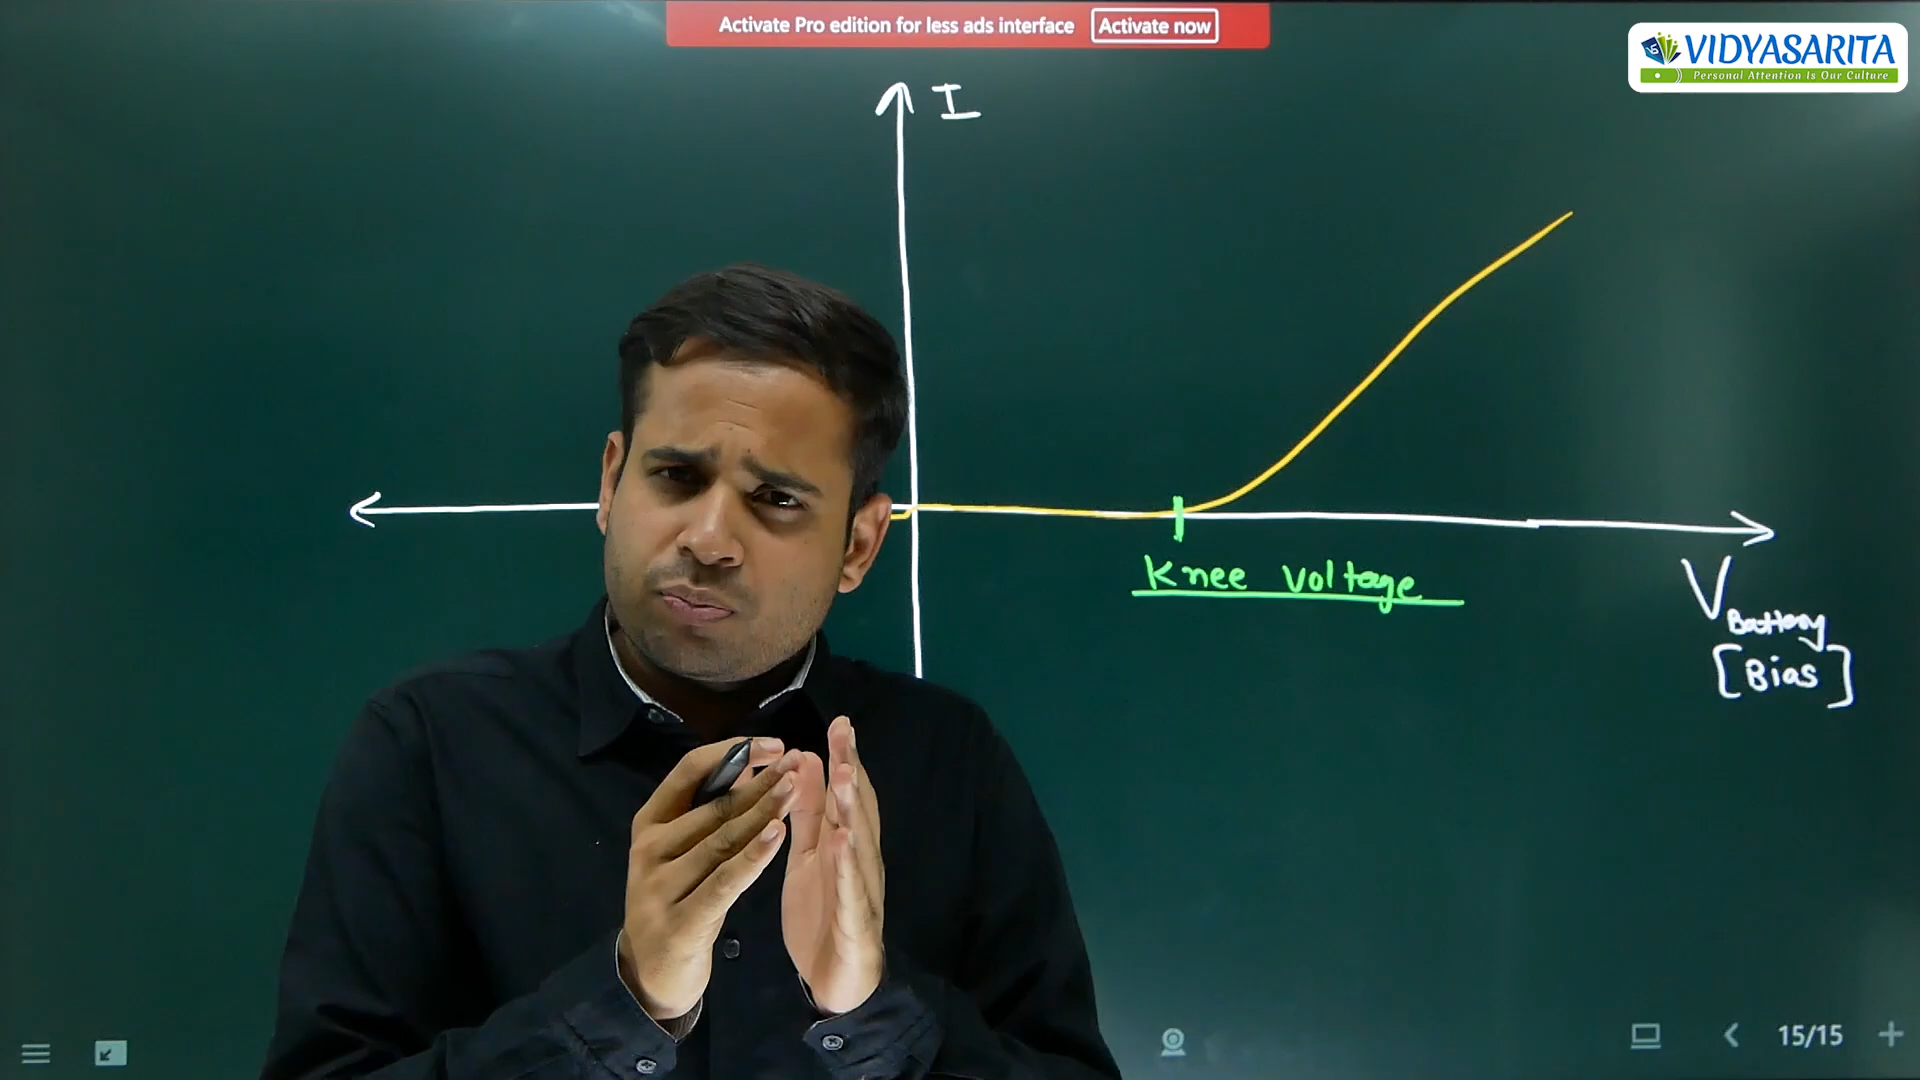 Activate Pro edition for less ads interface Activate now
VIDYASARITA
Personal Attention Is Our Culture
I
Knee Voltage
V Battery
[Bias]
15/15